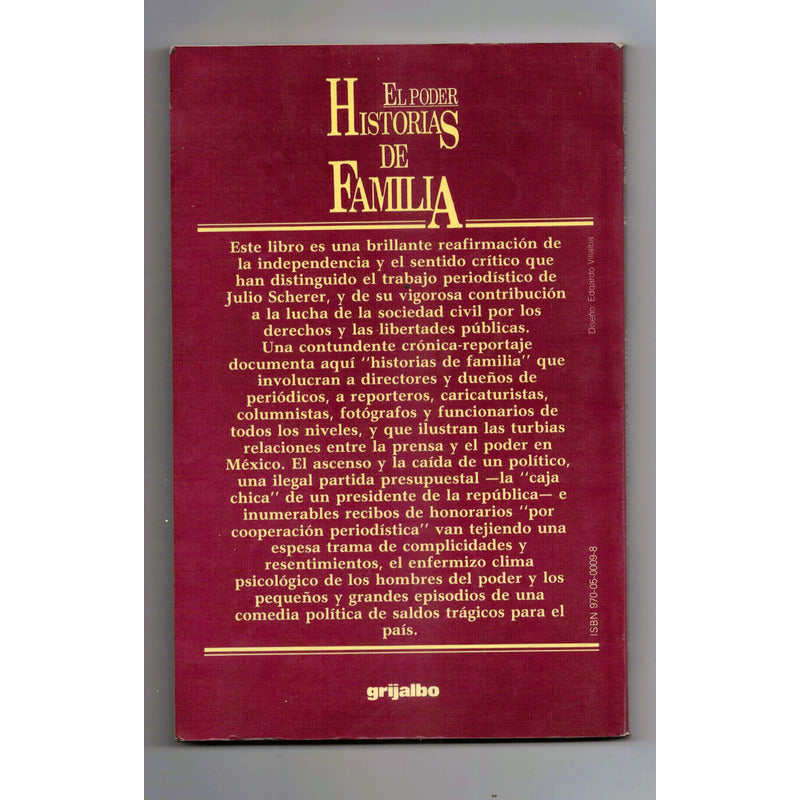 EL PODER
HISTORIAS
DE
FAMILIA
Este libro es una brillante reafirmación de
la independencia y el sentido crítico que
han distinguido el trabajo periodístico de
Julio Scherer, y de su vigorosa contribución
a la lucha de la sociedad civil por los
derechos y las libertades públicas.
Una contundente crónica-reportaje
documenta aquí "historias de familia" que
involucran a directores y dueños de
periódicos, a reporteros, caricaturistas,
columnistas, fotógrafos y funcionarios de
todos los niveles, y que ilustran las turbias
relaciones entre la prensa y el poder en
México. El ascenso y la caída de un político,
una ilegal partida presupuestal —la "caja
chica" de un presidente de la república— e
inumerables recibos de honorarios "por
cooperación periodística" van tejiendo una
espesa trama de complicidades y
resentimientos, el enfermizo clima
psicológico de los hombres del poder y los
pequeños y grandes episodios de una
comedia política de saldos trágicos para el
país.
grijalbo
Diseño: Edgardo Villalba
ISBN 970-05-0009-8